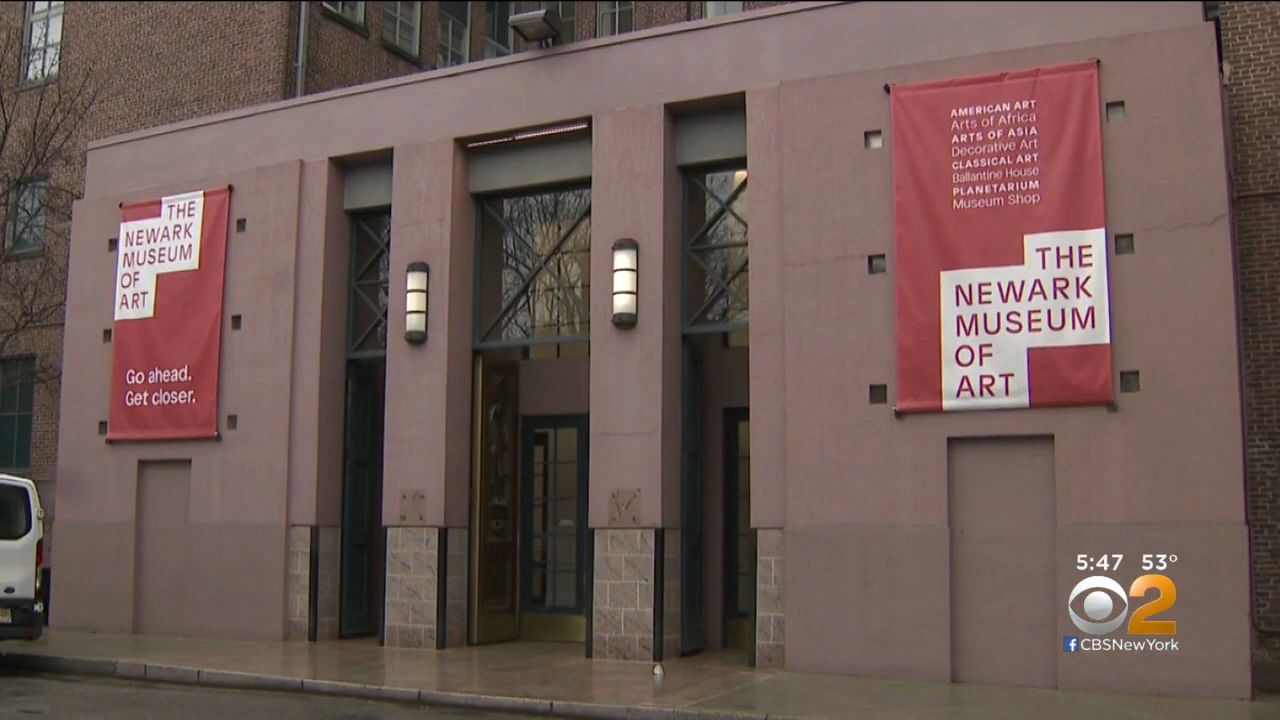 THE
NEWARK
MUSEUM
OF
ART
Go ahead.
Get closer.
AMERICAN ART
Arts of Africa
ARTS OF ASIA
Decorative Art
CLASSICAL ART
Ballantine House
PLANETARIUM
Museum Shop
THE
NEWARK
MUSEUM
OF
ART
5:47 53°
2
f CBSNewYork